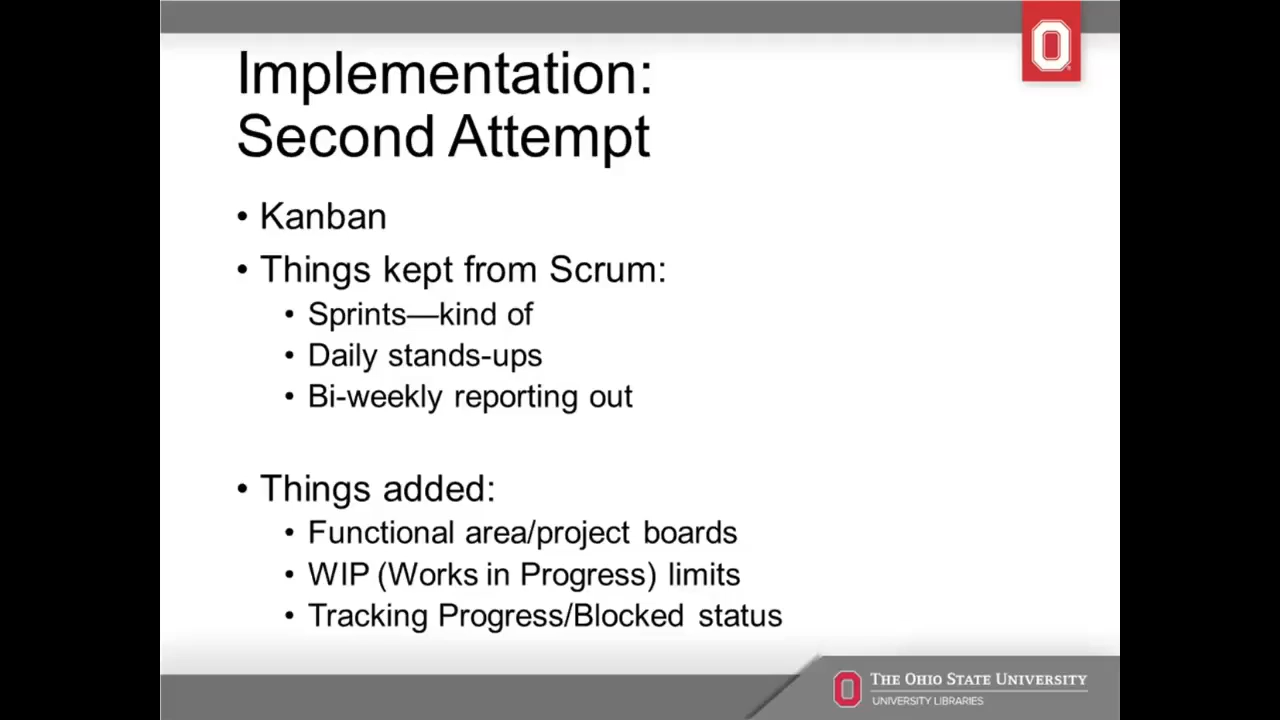 Implementation:
Second Attempt
• Kanban
• Things kept from Scrum:
• Sprints—kind of
• Daily stands-ups
• Bi-weekly reporting out
• Things added:
• Functional area/project boards
• WIP (Works in Progress) limits
• Tracking Progress/Blocked status
THE OHIO STATE UNIVERSITY
UNIVERSITY LIBRARIES